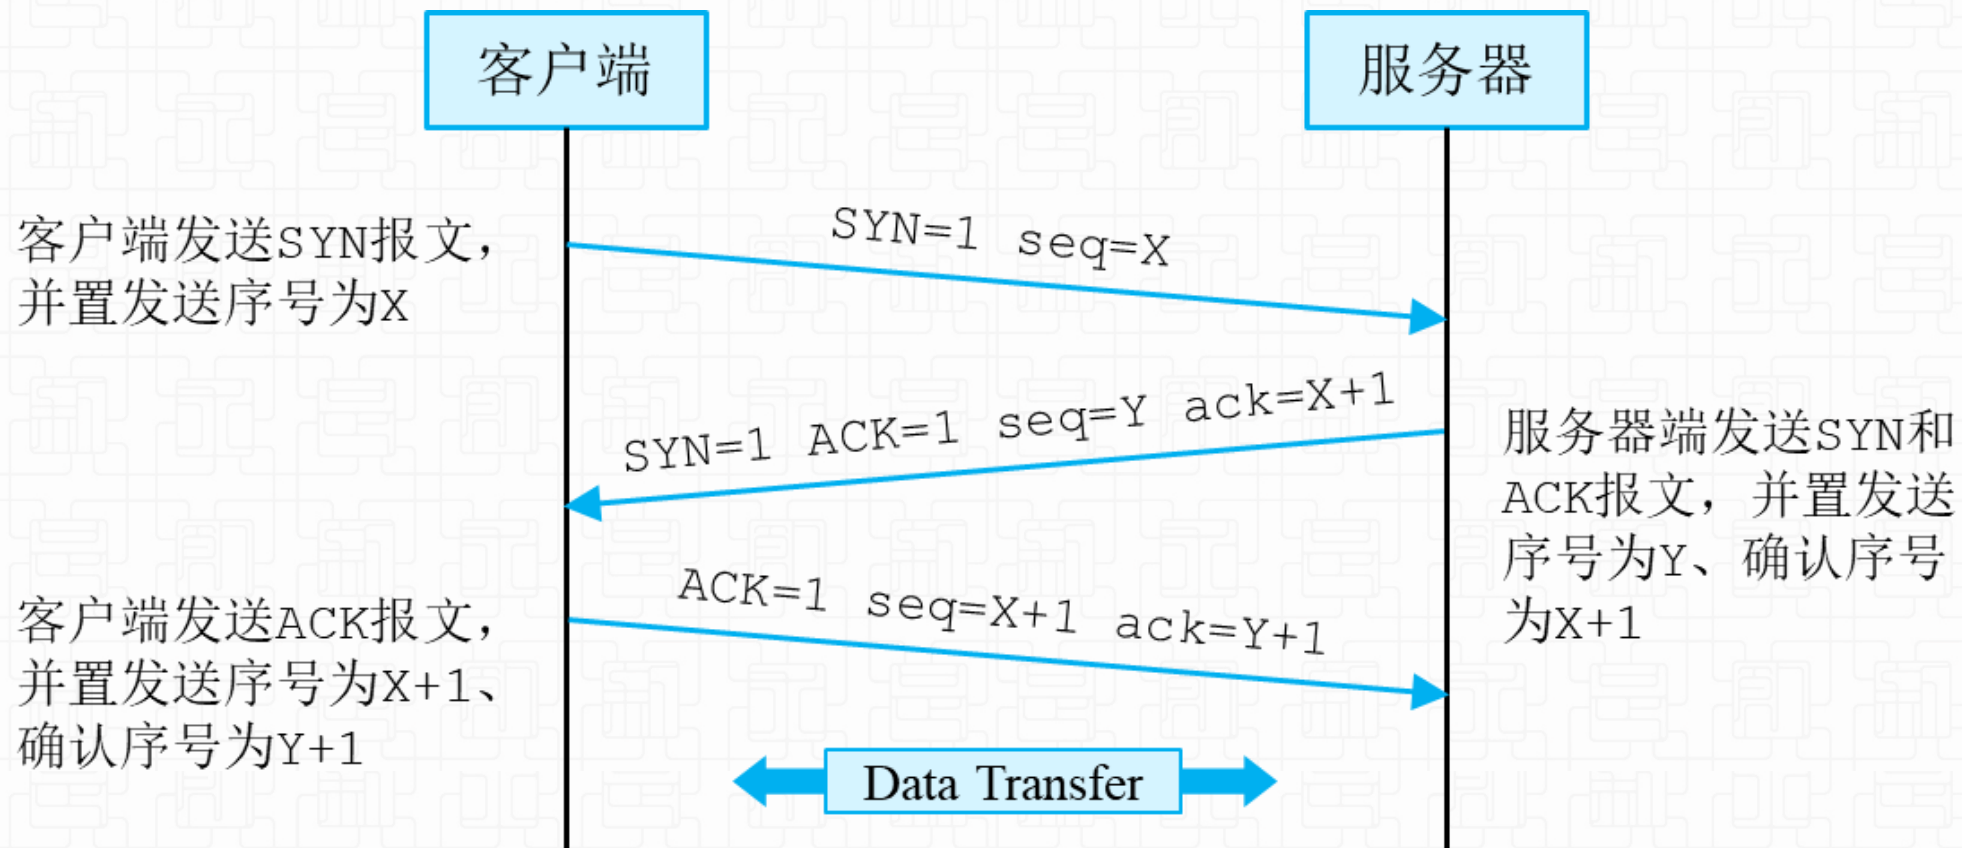 客户端
服务器
客户端发送SYN报文，
并置发送序号为X
SYN=1 seq=X
SYN=1 ACK=1 seq=Y ack=X+1
服务器端发送SYN和
ACK报文，并置发送
序号为Y、确认序号
为X+1
客户端发送ACK报文，
并置发送序号为X+1、
确认序号为Y+1
ACK=1 seq=X+1 ack=Y+1
Data Transfer